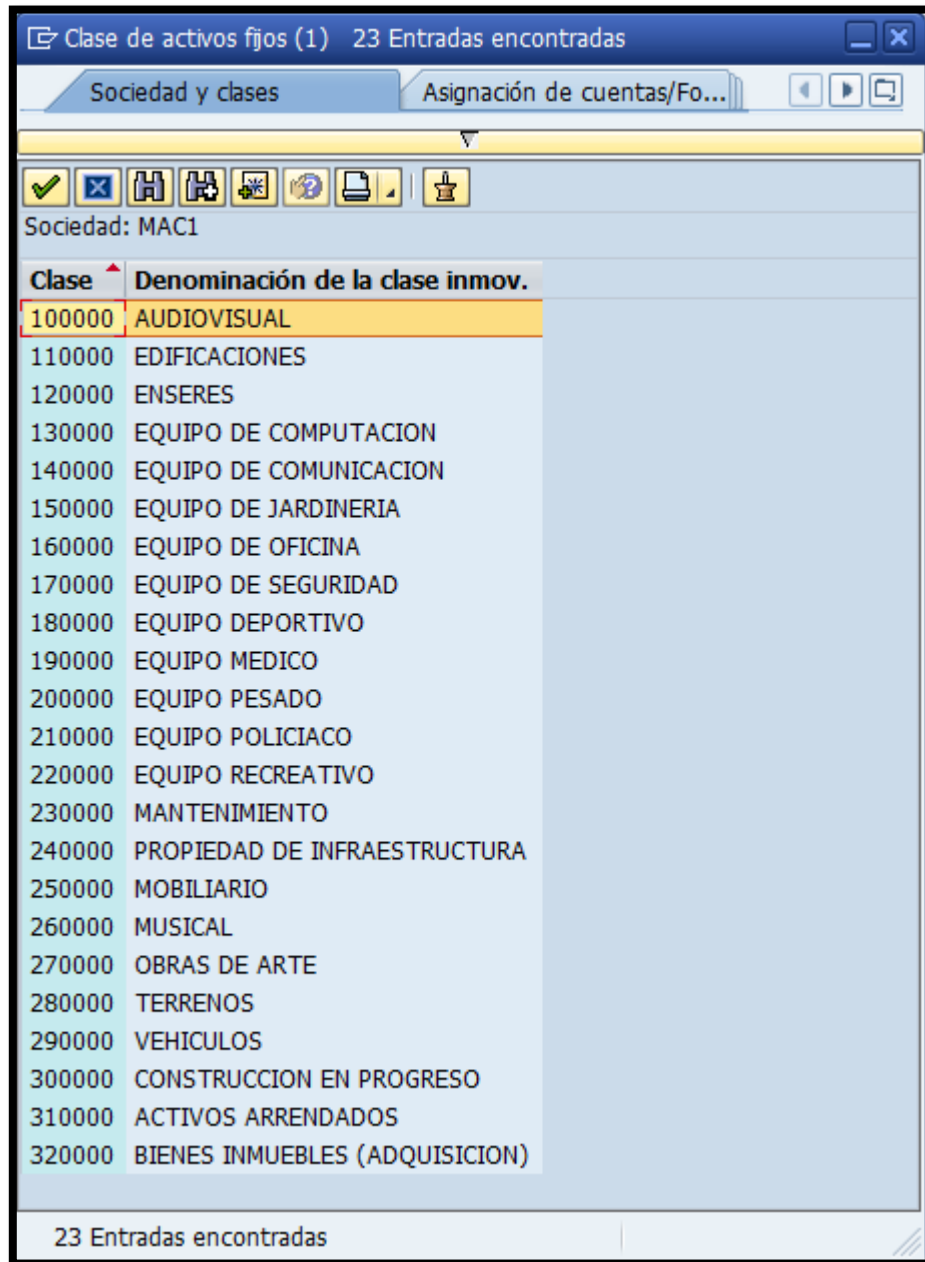 Clase de activos fijos (1) 23 Entradas encontradas
Sociedad y clases Asignación de cuentas/Fo...
Sociedad: MAC1
Clase Denominación de la clase inmov.
100000 AUDIOVISUAL
110000 EDIFICACIONES
120000 ENSERES
130000 EQUIPO DE COMPUTACION
140000 EQUIPO DE COMUNICACION
150000 EQUIPO DE JARDINERIA
160000 EQUIPO DE OFICINA
170000 EQUIPO DE SEGURIDAD
180000 EQUIPO DEPORTIVO
190000 EQUIPO MEDICO
200000 EQUIPO PESADO
210000 EQUIPO POLICIACO
220000 EQUIPO RECREATIVO
230000 MANTENIMIENTO
240000 PROPIEDAD DE INFRAESTRUCTURA
250000 MOBILIARIO
260000 MUSICAL
270000 OBRAS DE ARTE
280000 TERRENOS
290000 VEHICULOS
300000 CONSTRUCCION EN PROGRESO
310000 ACTIVOS ARRENDADOS
320000 BIENES INMUEBLES (ADQUISICION)
23 Entradas encontradas